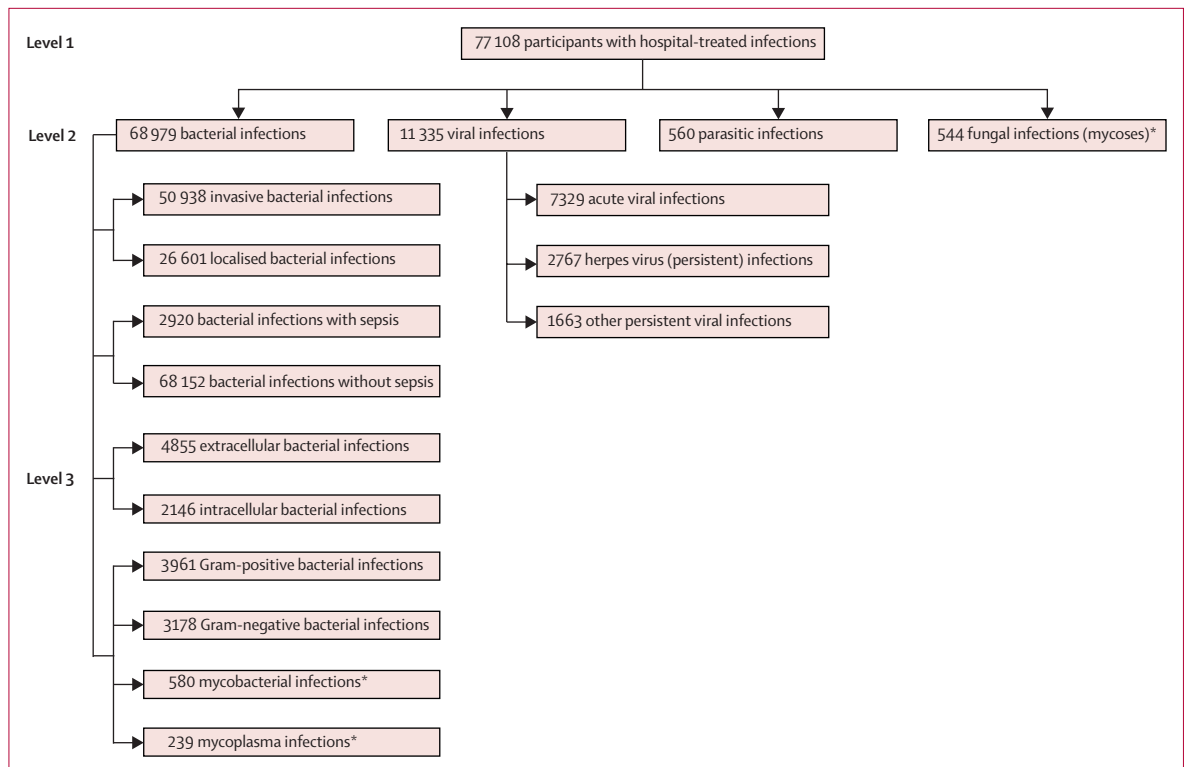 Level 1
77 108 participants with hospital-treated infections
Level 2
68 979 bacterial infections
11 335 viral infections
560 parasitic infections
544 fungal infections (mycoses)*
50 938 invasive bacterial infections
7329 acute viral infections
26 601 localised bacterial infections
2767 herpes virus (persistent) infections
2920 bacterial infections with sepsis
1663 other persistent viral infections
68 152 bacterial infections without sepsis
4855 extracellular bacterial infections
Level 3
2146 intracellular bacterial infections
3961 Gram-positive bacterial infections
3178 Gram-negative bacterial infections
580 mycobacterial infections*
239 mycoplasma infections*